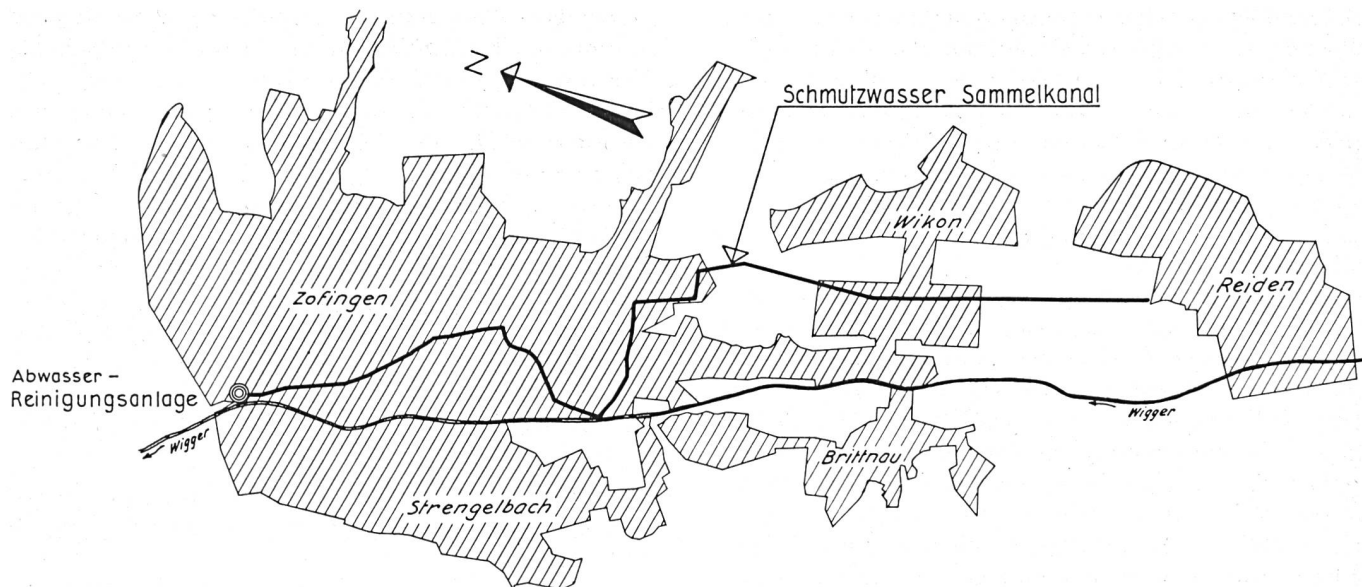 N
Schmutzwasser Sammelkanal
Wikon
Zofingen
Reiden
Abwasser –
Reinigungsanlage
Wigger
Wigger
Brittnau
Strengelbach